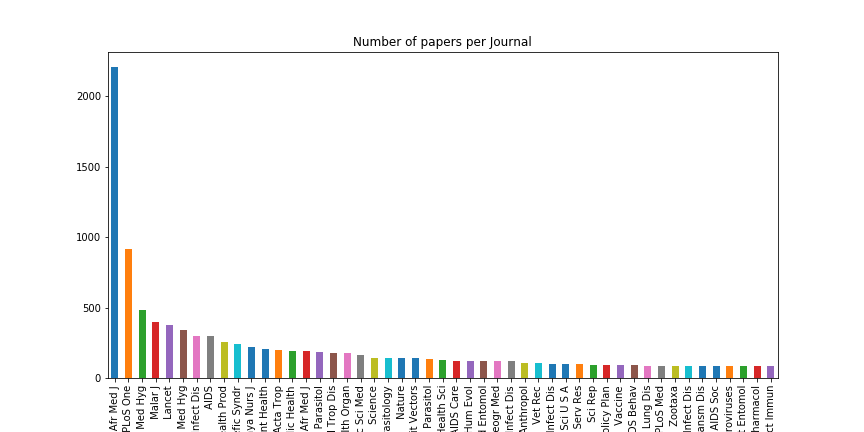 Number of papers per Journal
2000
1500
1000
500
0
Afr Med J
PLoS One
Med Hyg
Malar J
Lancet
Med Hyg
nfect Dis
AIDS
alth Prod
ific Syndr
ya Nurs J
nt Health
Acta Trop
ic Health
Afr Med J
Parasitol
l Trop Dis
lth Organ
c Sci Med
Science
asitology
Nature
it Vectors
Parasitol
Health Sci
AIDS Care
Hum Evol
d Entomol
eogr Med
nfect Dis
Anthropol
Vet Rec
Infect Dis
Sci U S A
Serv Res
Sci Rep
olicy Plan
Vaccine
DS Behav
Lung Dis
PLoS Med
Zootaxa
nfect Dis
ansm Dis
AIDS Soc
roviruses
Entomol
harmacol
ct Immun